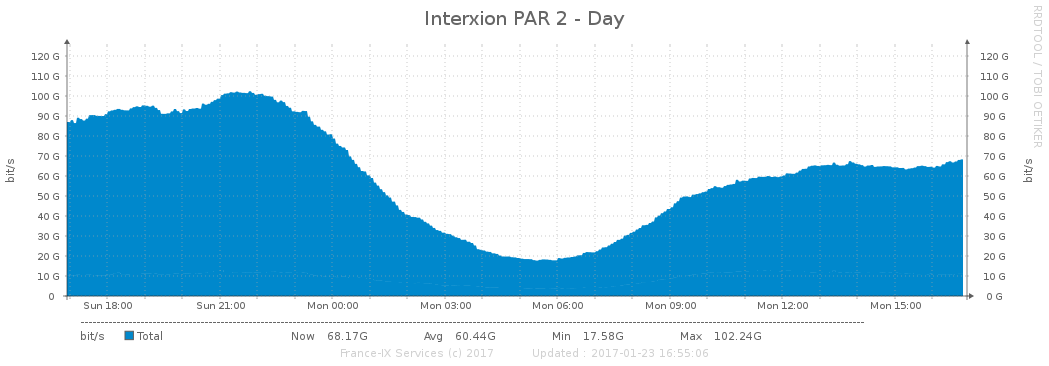 Interxion PAR 2 - Day
RRDTOOL / TOBI OETIKER
120 G 120 G
110 G 110 G
100 G 100 G
90 G 90 G
80 G 80 G
70 G 70 G
60 G 60 G
50 G 50 G
40 G 40 G
30 G 30 G
20 G 20 G
10 G 10 G
0 0 G
bit/s
bit/s
Sun 18:00 Sun 21:00 Mon 00:00 Mon 03:00 Mon 06:00 Mon 09:00 Mon 12:00 Mon 15:00
bit/s Total Now 68.17G Avg 60.44G Min 17.58G Max 102.24G
France-IX Services (c) 2017 Updated : 2017-01-23 16:55:06